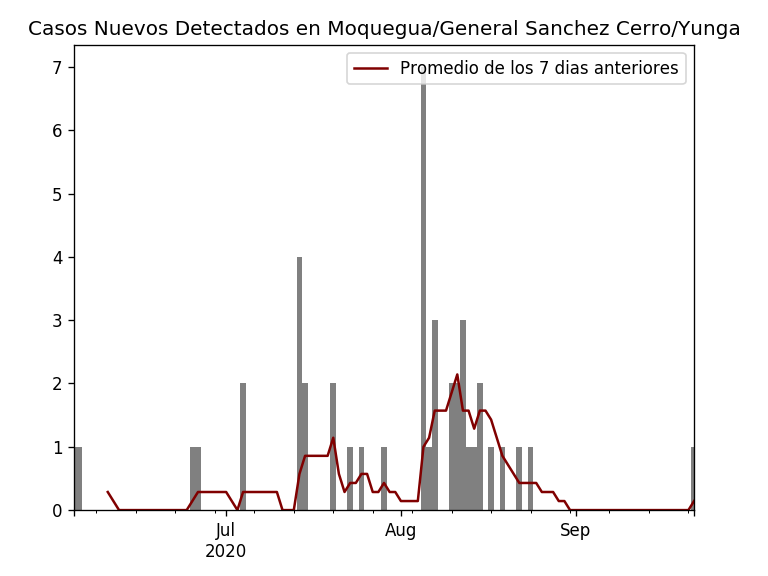 Casos Nuevos Detectados en Moquegua/General Sanchez Cerro/Yunga
Promedio de los 7 dias anteriores
7
6
5
4
3
2
1
0
Jul
2020
Aug
Sep